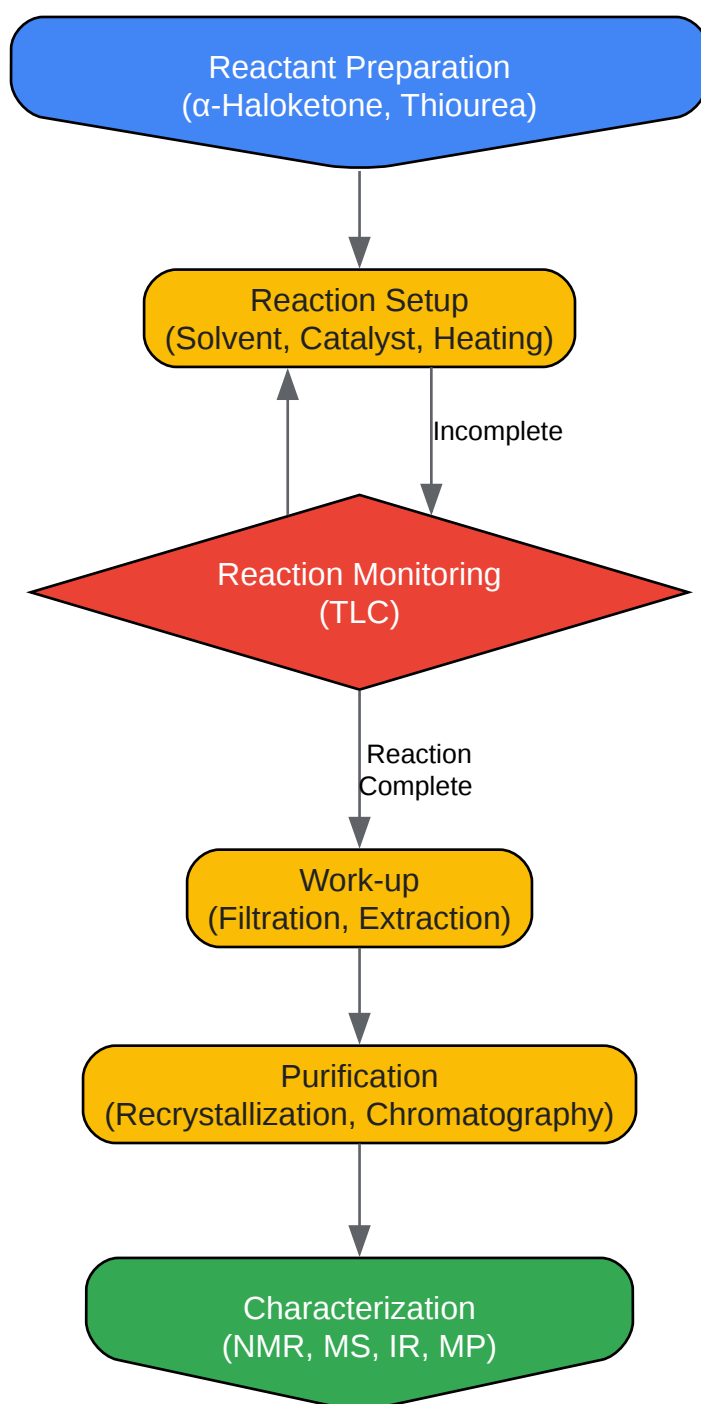 Reactant Preparation
(α-Haloketone, Thiourea)
Reaction Setup
(Solvent, Catalyst, Heating)
Incomplete
Reaction Monitoring
(TLC)
Reaction
Complete
Work-up
(Filtration, Extraction)
Purification
(Recrystallization, Chromatography)
Characterization
(NMR, MS, IR, MP)